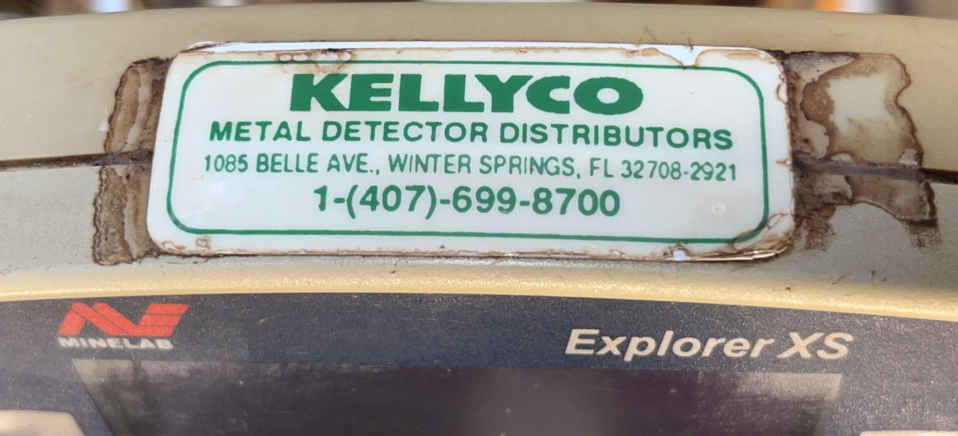 KELLYCO
METAL DETECTOR DISTRIBUTORS
1085 BELLE AVE., WINTER SPRINGS, FL 32708-2921
1-(407)-699-8700
MINELAB
Explorer XS